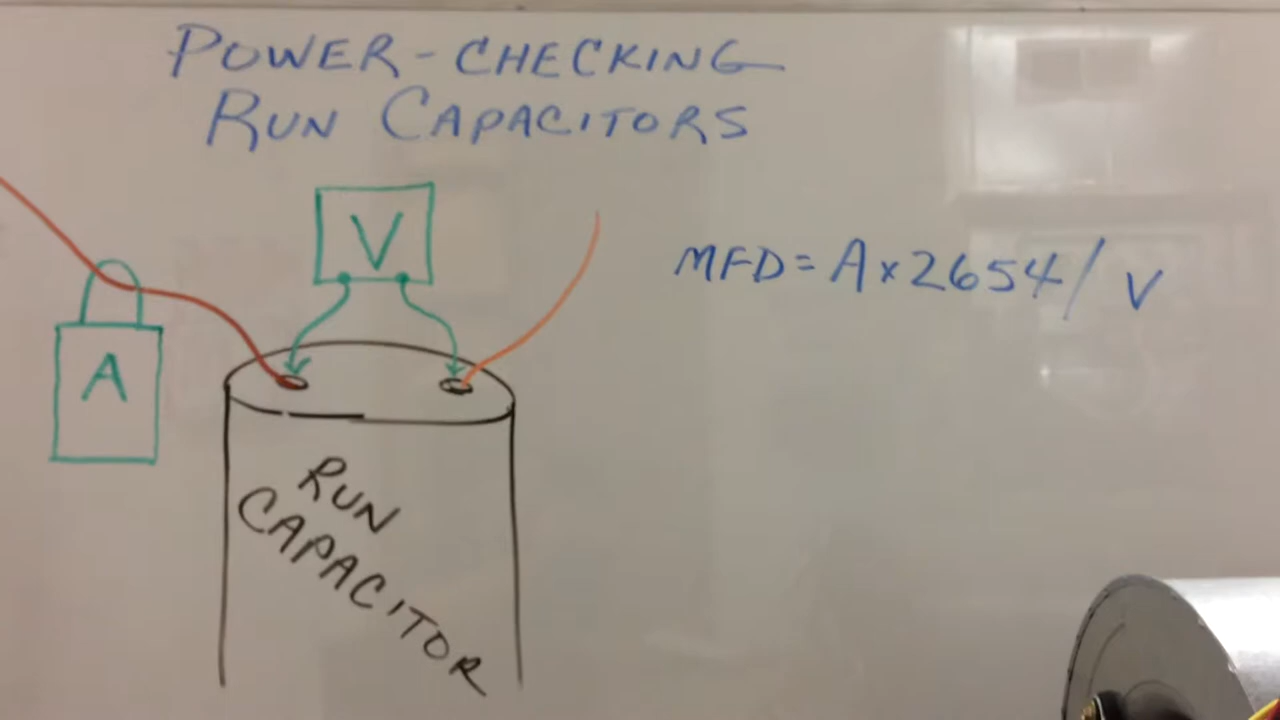 POWER-CHECKING
RUN CAPACITORS
V
MFD = A x 2654 / V
A
RUN
CAPACITOR